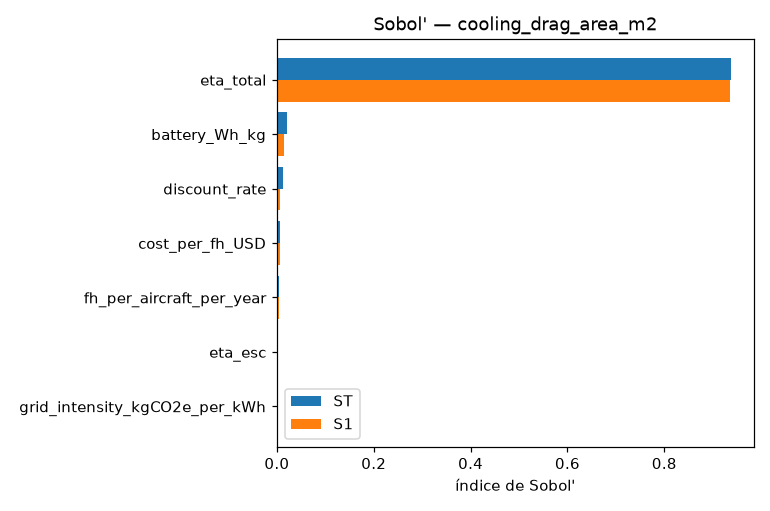 Sobol' — cooling_drag_area_m2
eta_total
battery_Wh_kg
discount_rate
cost_per_fh_USD
fh_per_aircraft_per_year
eta_esc
grid_intensity_kgCO2e_per_kWh
ST
S1
0.0 0.2 0.4 0.6 0.8
índice de Sobol'